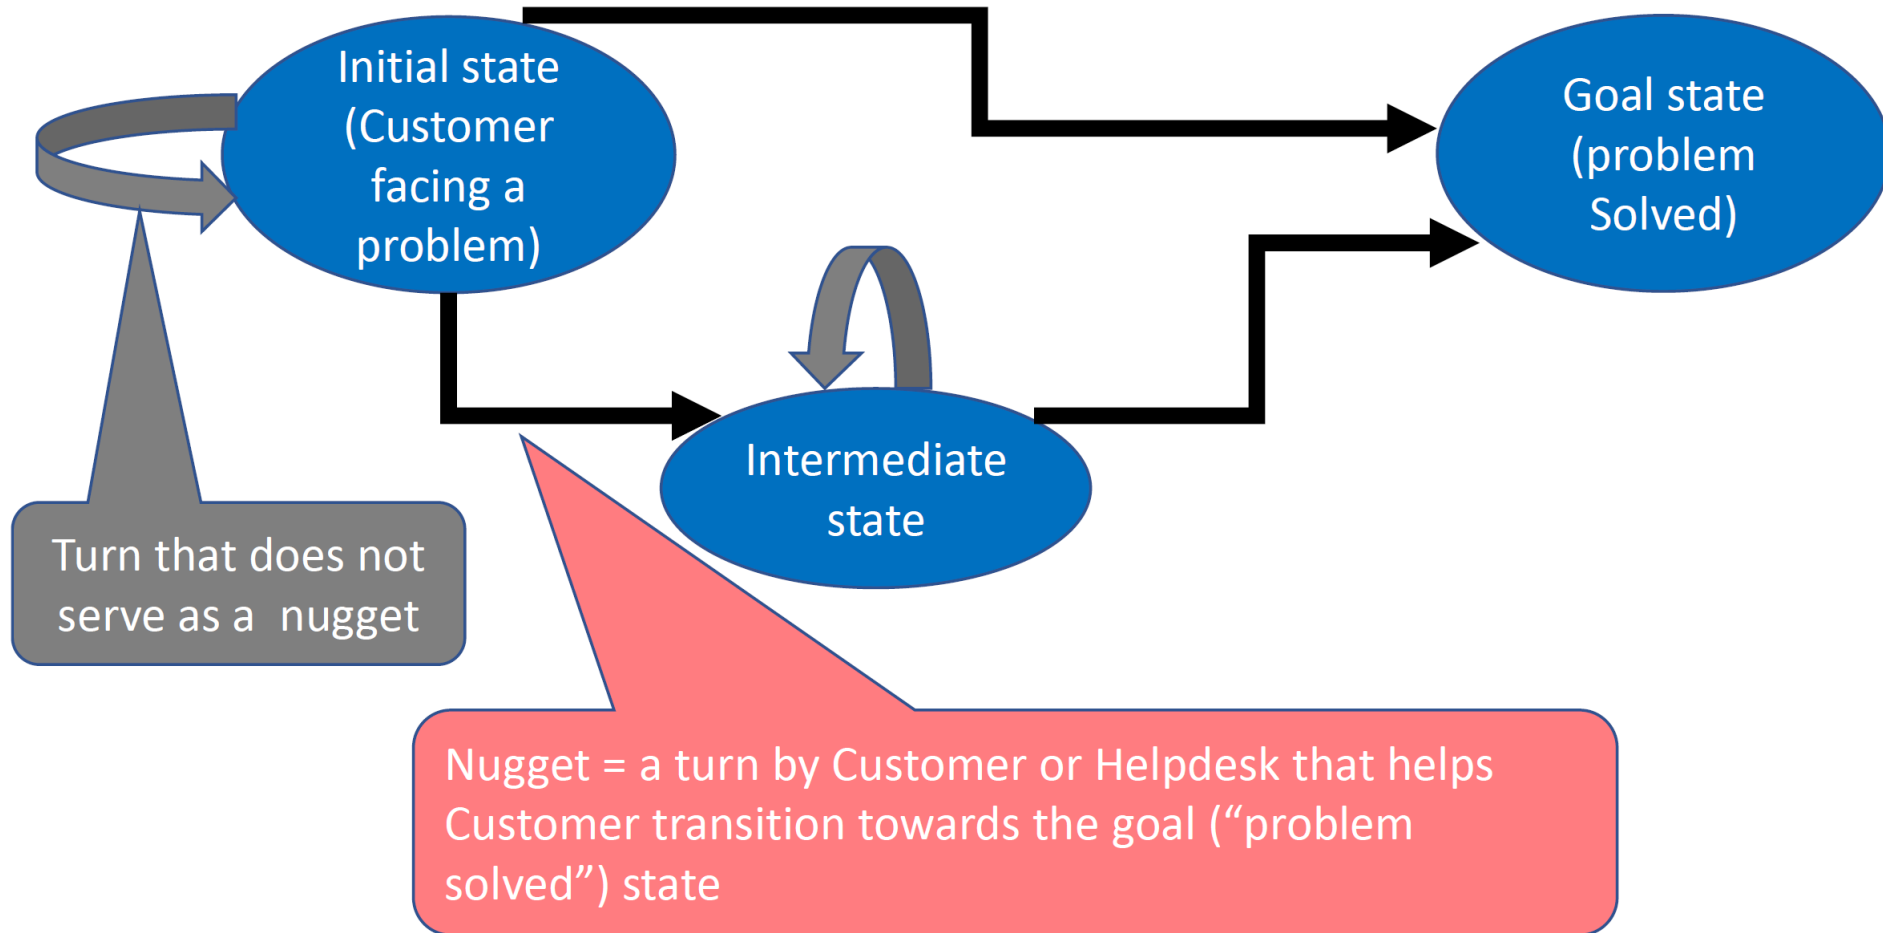 Initial state
(Customer
facing a
problem)
Goal state
(problem
Solved)
Intermediate
state
Turn that does not
serve as a  nugget
Nugget = a turn by Customer or Helpdesk that helps
Customer transition towards the goal (“problem
solved”) state